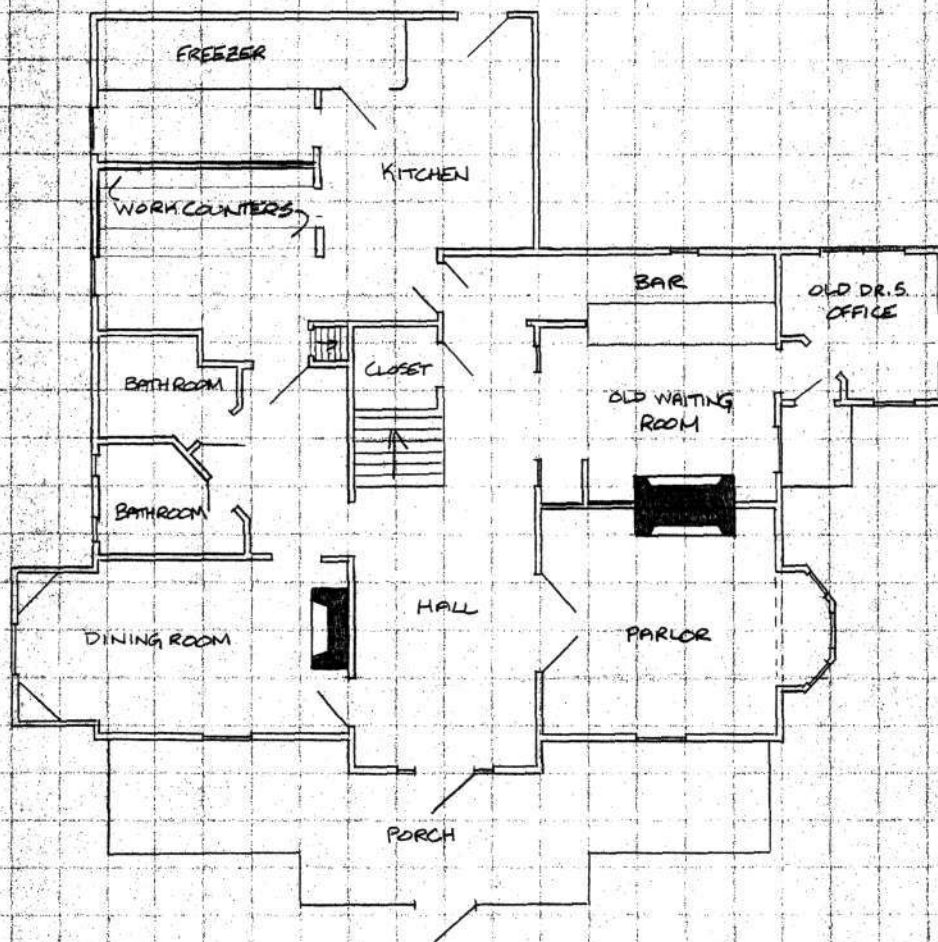 FREEZER
KITCHEN
WORK COUNTERS
BAR
OLD DR.S.
OFFICE
CLOSET
BATHROOM
OLD WAITING
ROOM
BATHROOM
HALL
DINING ROOM
PARLOR
PORCH